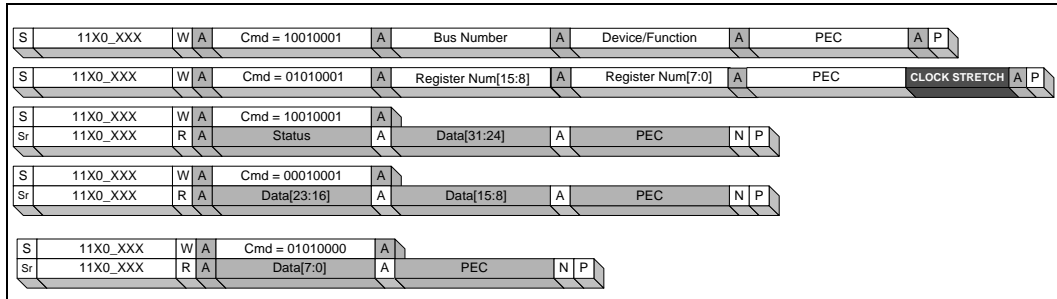 S 11X0_XXX W A Cmd = 10010001 A Bus Number A Device/Function A PEC A P
S 11X0_XXX W A Cmd = 01010001 A Register Num[15:8] A Register Num[7:0] A PEC CLOCK STRETCH A P
S 11X0_XXX W A Cmd = 10010001 A
Sr 11X0_XXX R A Status A Data[31:24] A PEC N P
S 11X0_XXX W A Cmd = 00010001 A
Sr 11X0_XXX R A Data[23:16] A Data[15:8] A PEC N P
S 11X0_XXX W A Cmd = 01010000 A
Sr 11X0_XXX R A Data[7:0] A PEC N P